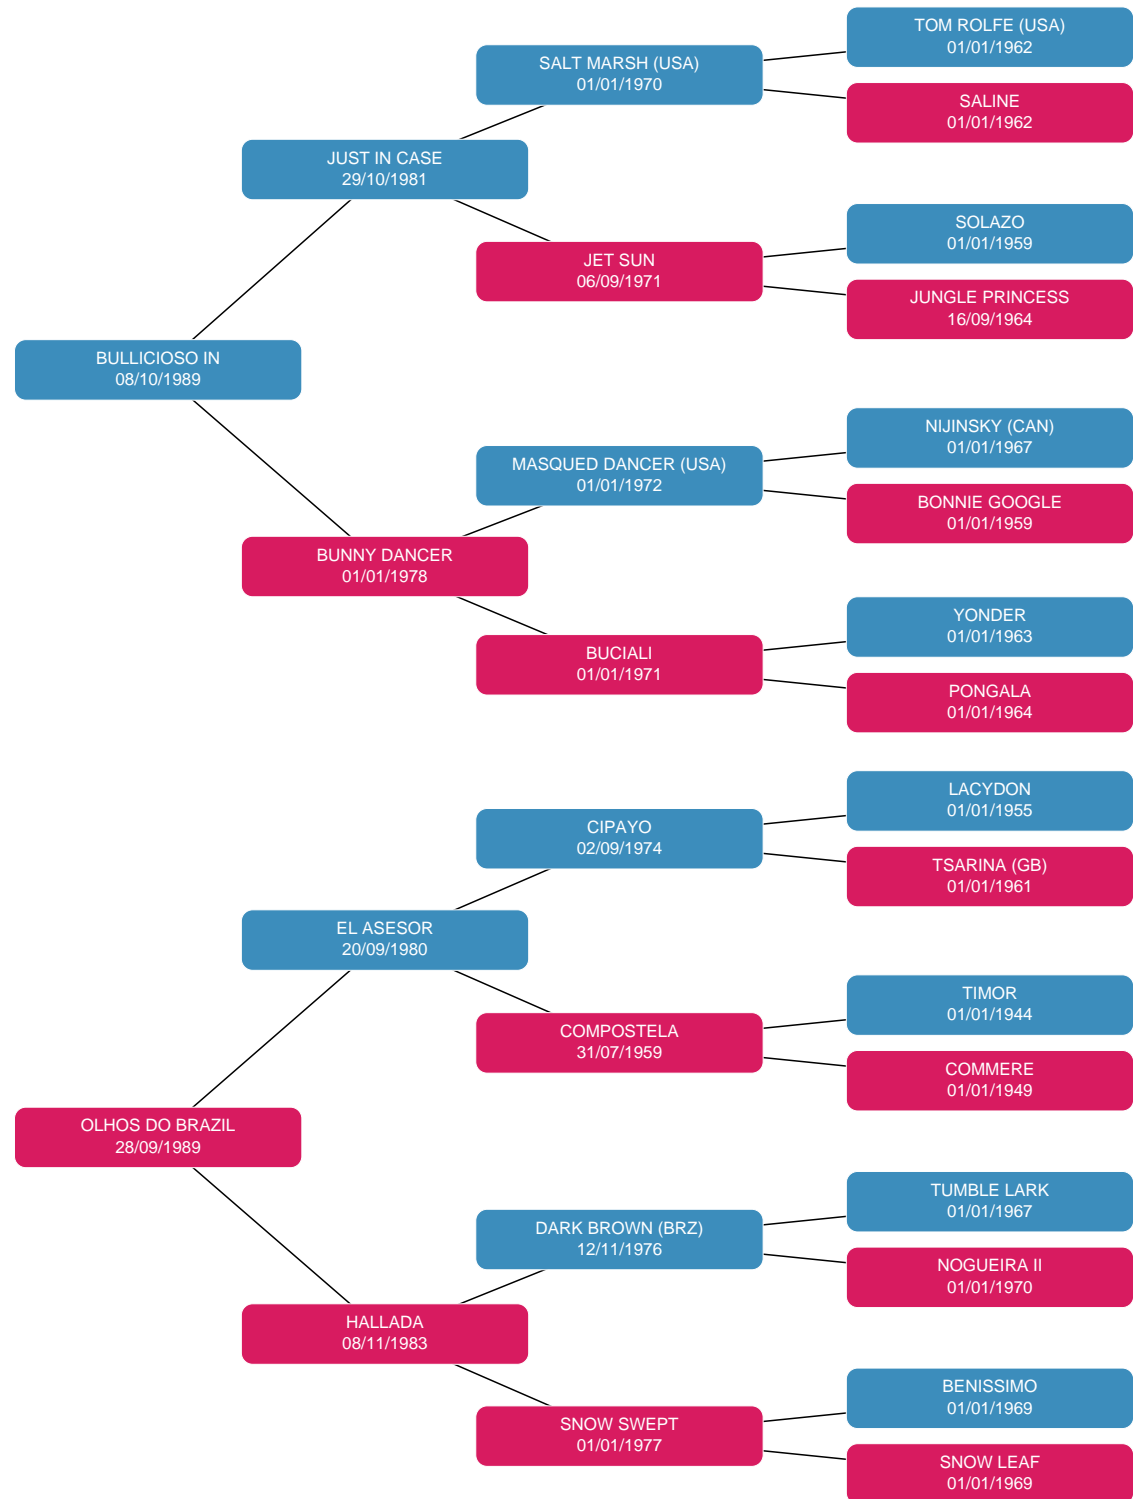 TOM ROLFE (USA)
01/01/1962
SALT MARSH (USA)
01/01/1970
SALINE
01/01/1962
JUST IN CASE
29/10/1981
SOLAZO
01/01/1959
JET SUN
06/09/1971
JUNGLE PRINCESS
16/09/1964
BULLICIOSO IN
08/10/1989
NIJINSKY (CAN)
01/01/1967
MASQUED DANCER (USA)
01/01/1972
BONNIE GOOGLE
01/01/1959
BUNNY DANCER
01/01/1978
YONDER
01/01/1963
BUCIALI
01/01/1971
PONGALA
01/01/1964
LACYDON
01/01/1955
CIPAYO
02/09/1974
TSARINA (GB)
01/01/1961
EL ASESOR
20/09/1980
TIMOR
01/01/1944
COMPOSTELA
31/07/1959
COMMERE
01/01/1949
OLHOS DO BRAZIL
28/09/1989
TUMBLE LARK
01/01/1967
DARK BROWN (BRZ)
12/11/1976
NOGUEIRA II
01/01/1970
HALLADA
08/11/1983
BENISSIMO
01/01/1969
SNOW SWEPT
01/01/1977
SNOW LEAF
01/01/1969